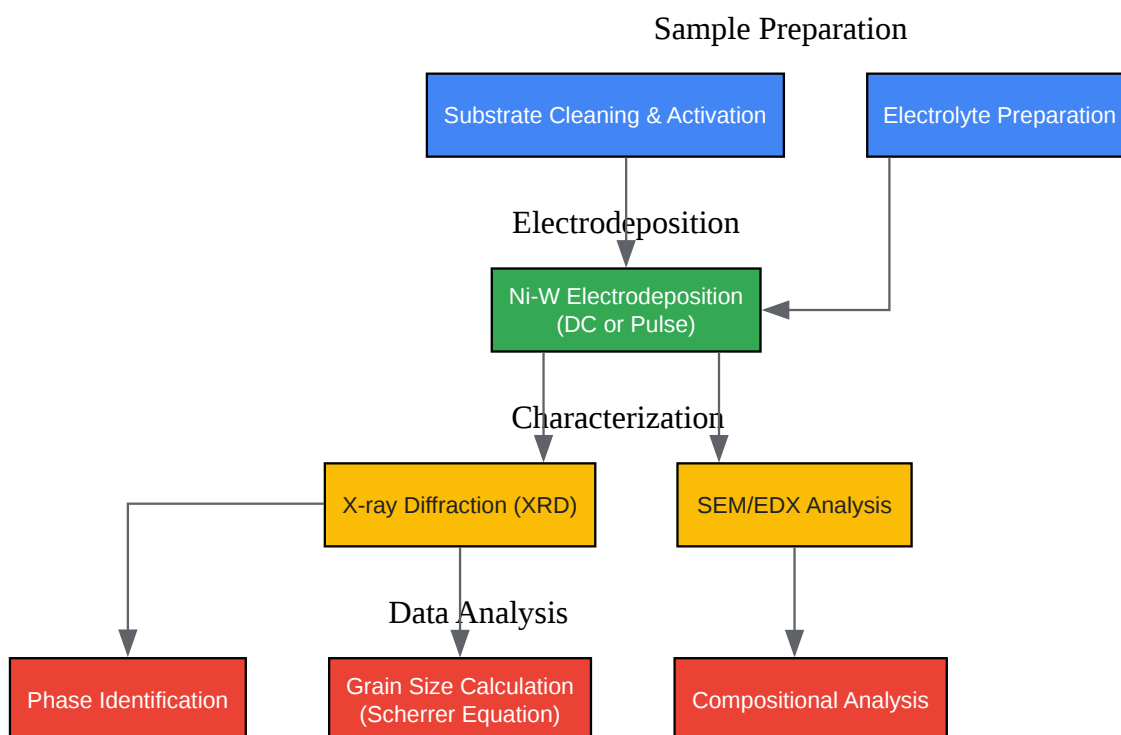 Sample Preparation
Substrate Cleaning & Activation
Electrolyte Preparation
Electrodeposition
Ni-W Electrodeposition
(DC or Pulse)
Characterization
X-ray Diffraction (XRD)
SEM/EDX Analysis
Data Analysis
Phase Identification
Grain Size Calculation
(Scherrer Equation)
Compositional Analysis